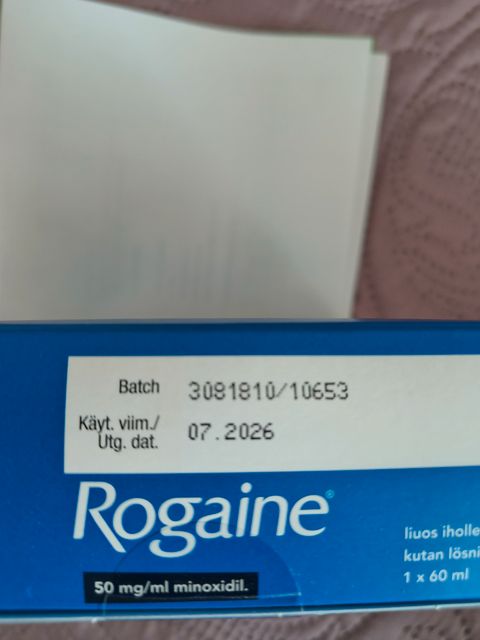 Batch 3081810/10653
Käyt. viim./
Utg. dat. 07.2026
Rogaine®
50 mg/ml minoxidil.
liuos iholle
kutan lösni
1 x 60 ml